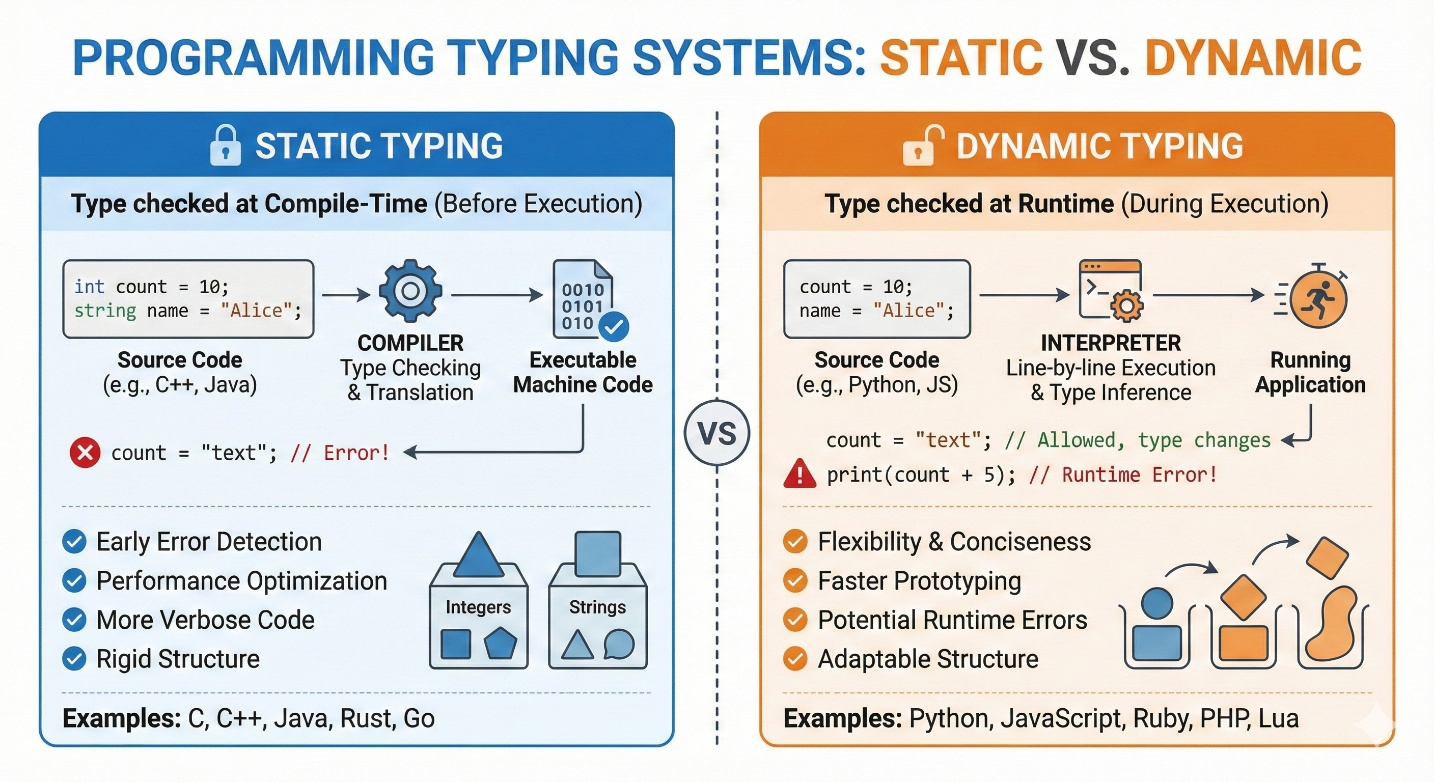 PROGRAMMING TYPING SYSTEMS: STATIC VS. DYNAMIC
STATIC TYPING
Type checked at Compile-Time (Before Execution)
int count = 10;
string name = "Alice";
Source Code
(e.g., C++, Java)
COMPILER
Type Checking
& Translation
0010
0101
010
Executable
Machine Code
count = "text"; // Error!
Early Error Detection
Performance Optimization
More Verbose Code
Rigid Structure
Integers
Strings
Examples: C, C++, Java, Rust, Go
VS
DYNAMIC TYPING
Type checked at Runtime (During Execution)
count = 10;
name = "Alice";
Source Code
(e.g., Python, JS)
>_
INTERPRETER
Line-by-line Execution
& Type Inference
Running
Application
count = "text"; // Allowed, type changes
print(count + 5); // Runtime Error!
Flexibility & Conciseness
Faster Prototyping
Potential Runtime Errors
Adaptable Structure
Examples: Python, JavaScript, Ruby, PHP, Lua